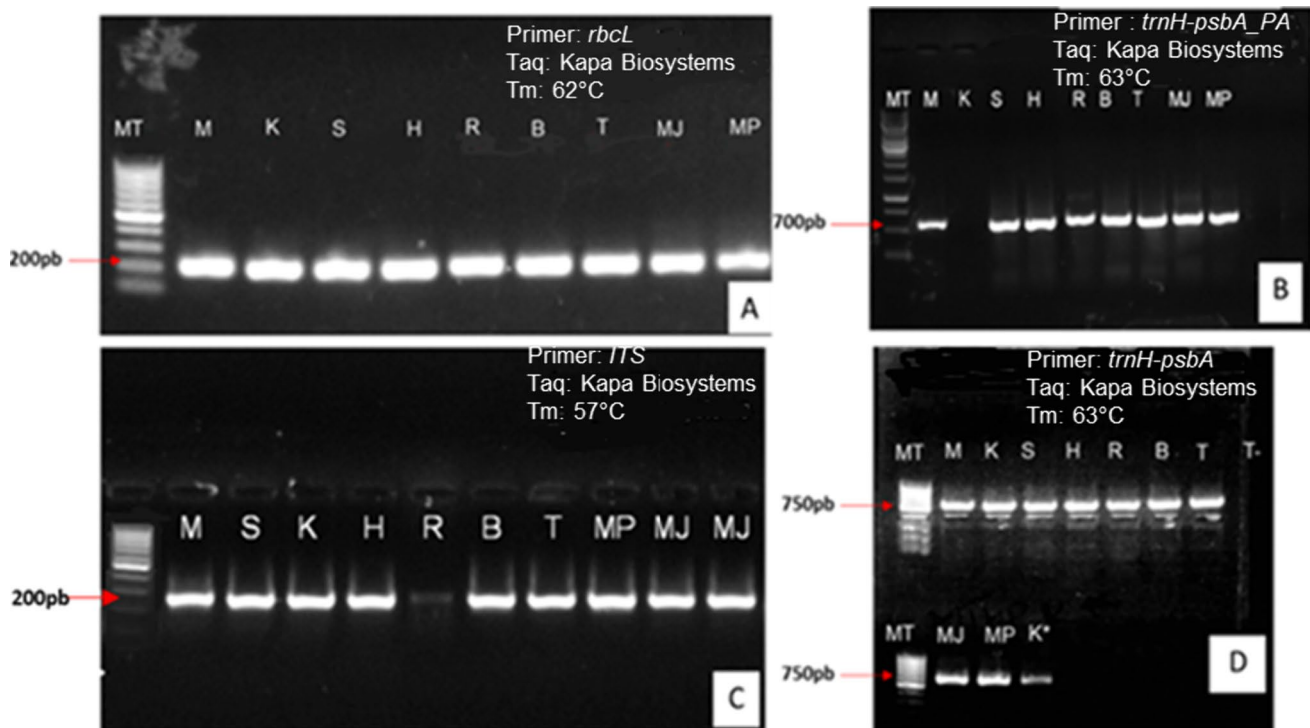 Primer: rbcL
Taq: Kapa Biosystems
Tm: 62°C
MT M K S H R B T MJ MP
200pb
A
Primer : trnH-psbA_PA
Taq: Kapa Biosystems
Tm: 63°C
MT M K S H R B T MJ MP
700pb
B
Primer: ITS
Taq: Kapa Biosystems
Tm: 57°C
M S K H R B T MP MJ MJ
200pb
C
Primer: trnH-psbA
Taq: Kapa Biosystems
Tm: 63°C
MT M K S H R B T T-
750pb
MT MJ MP K*
750pb
D